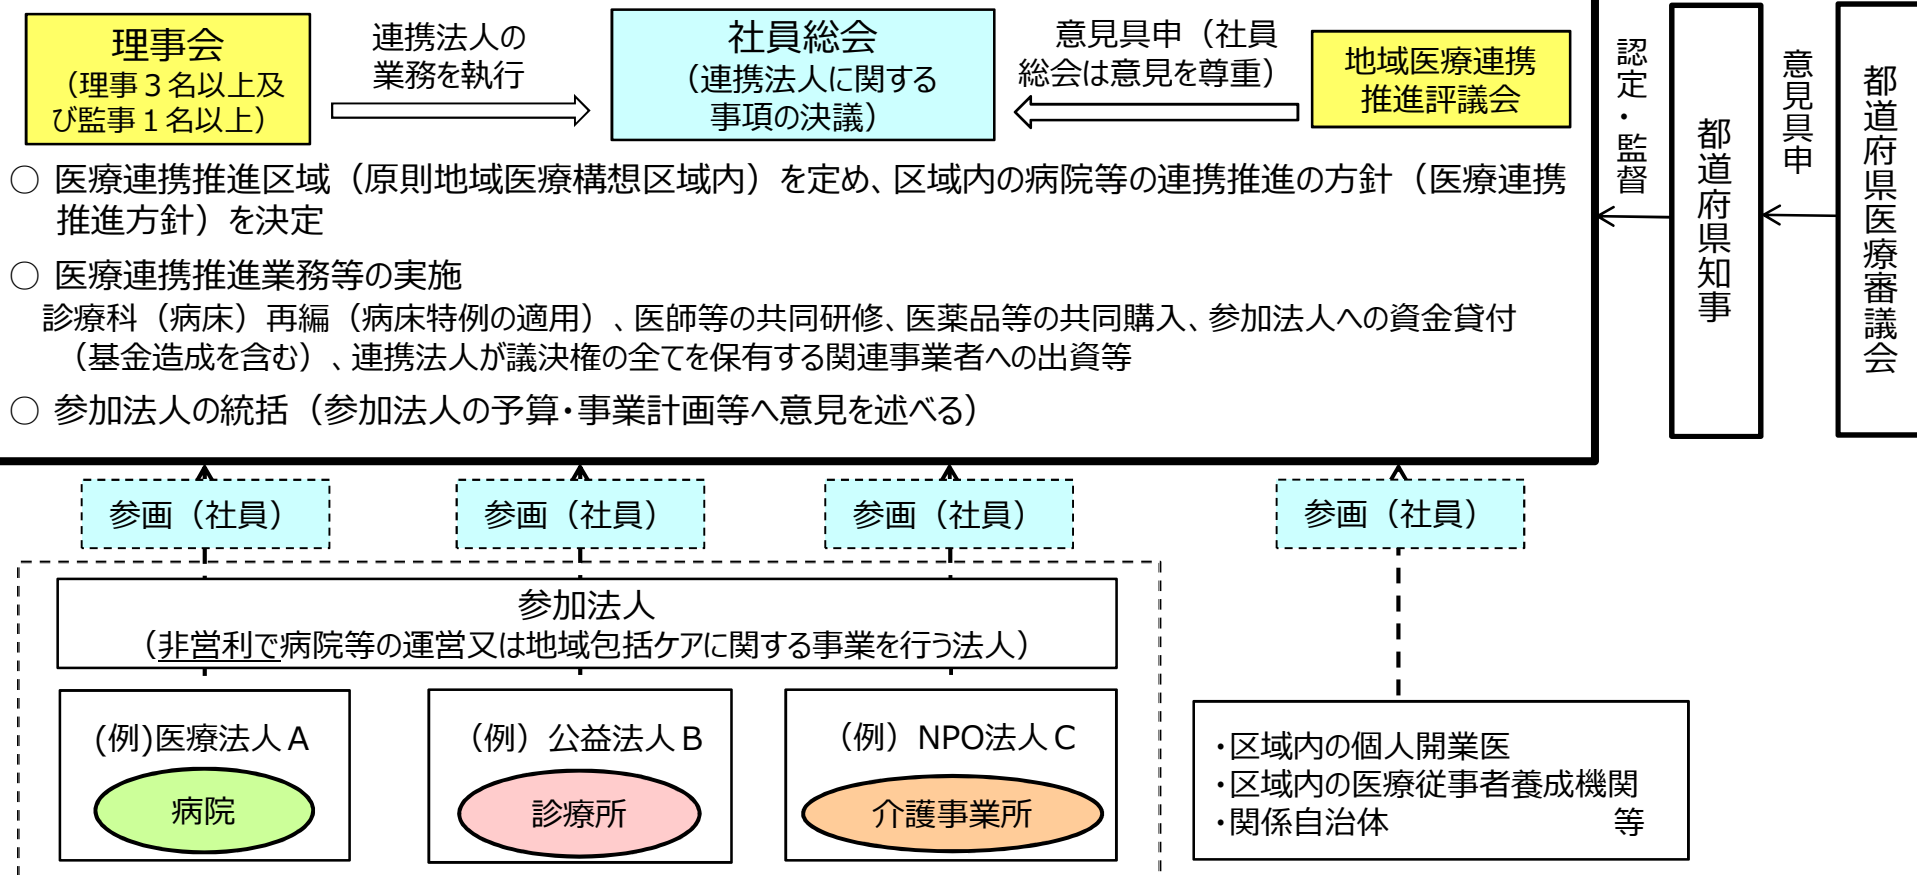 理事会
（理事３名以上及
び監事１名以上）
連携法人の
業務を執行
社員総会
（連携法人に関する
事項の決議）
意見具申（社員
総会は意見を尊重）
地域医療連携
推進評議会
認定・監督
都道府県知事
意見具申
都道府県医療審議会
○ 医療連携推進区域（原則地域医療構想区域内）を定め、区域内の病院等の連携推進の方針（医療連携
推進方針）を決定
○ 医療連携推進業務等の実施
診療科（病床）再編（病床特例の適用）、医師等の共同研修、医薬品等の共同購入、参加法人への資金貸付
（基金造成を含む）、連携法人が議決権の全てを保有する関連事業者への出資等
○ 参加法人の統括（参加法人の予算・事業計画等へ意見を述べる）
参画（社員）
参画（社員）
参画（社員）
参画（社員）
参加法人
（非営利で病院等の運営又は地域包括ケアに関する事業を行う法人）
(例)医療法人Ａ
病院
（例）公益法人Ｂ
診療所
（例）NPO法人Ｃ
介護事業所
・区域内の個人開業医
・区域内の医療従事者養成機関
・関係自治体　　　　　　　等